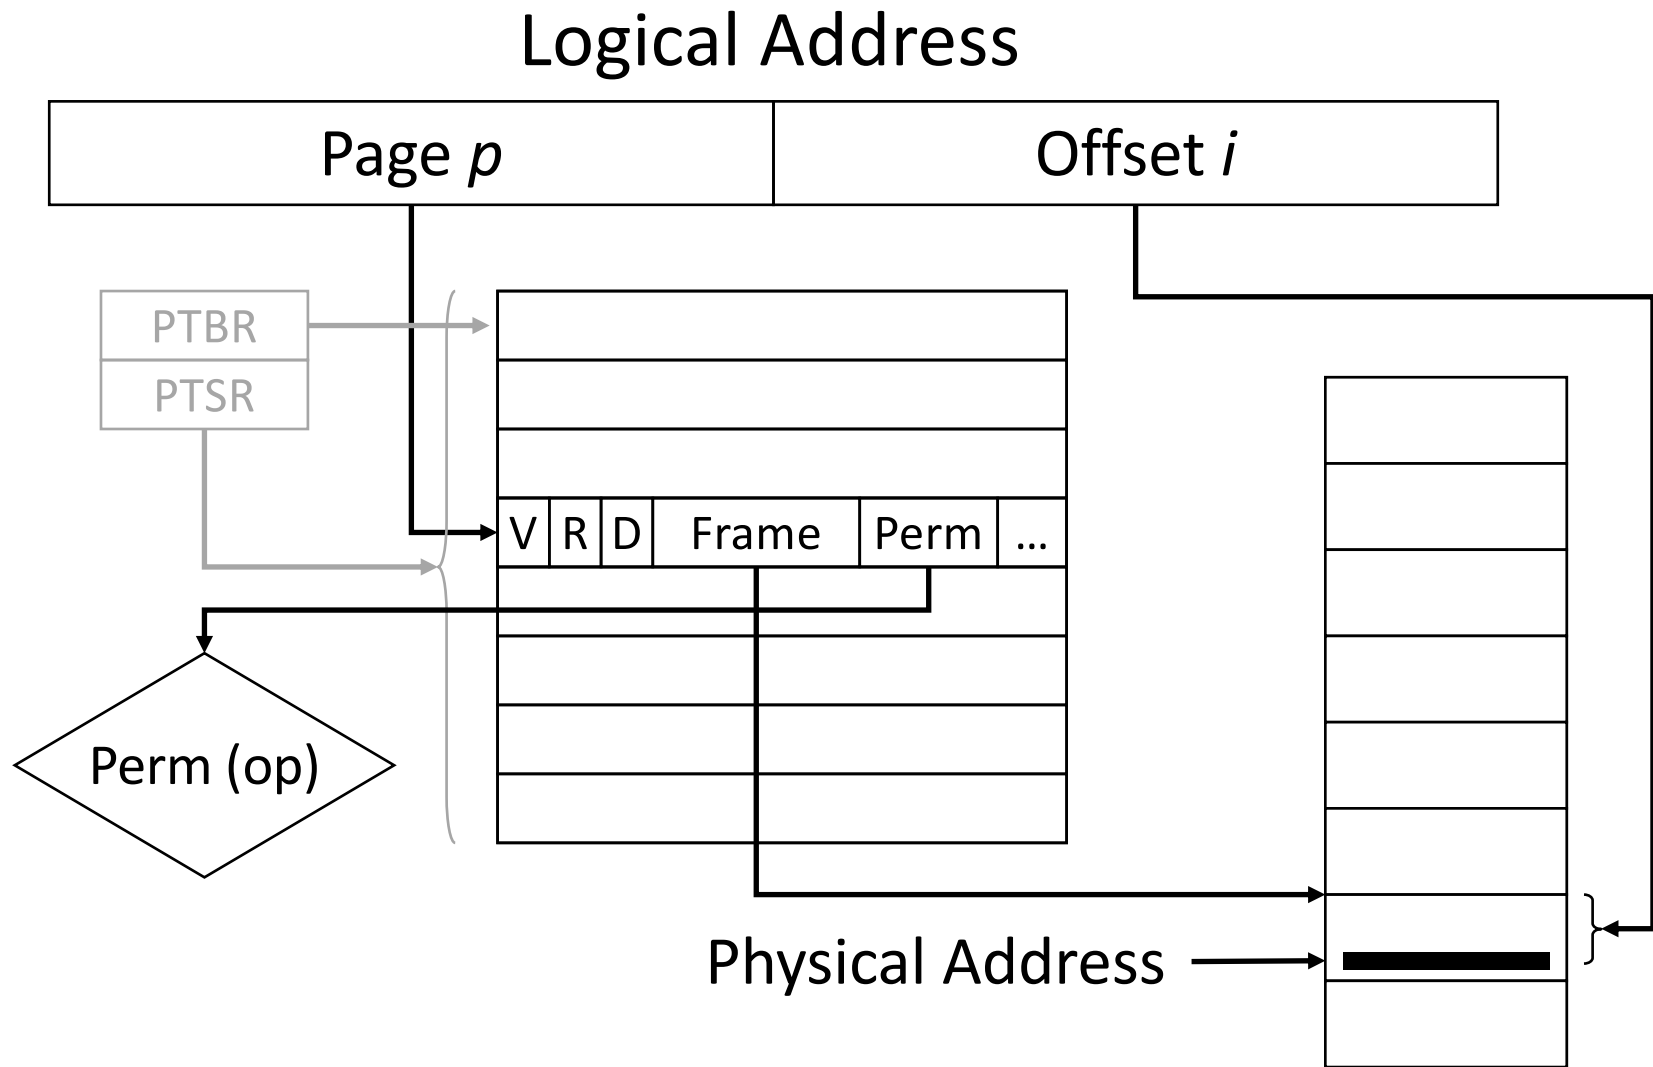 Logical Address
Page p
Offset i
PTBR
PTSR
V R D Frame Perm ...
Perm (op)
Physical Address